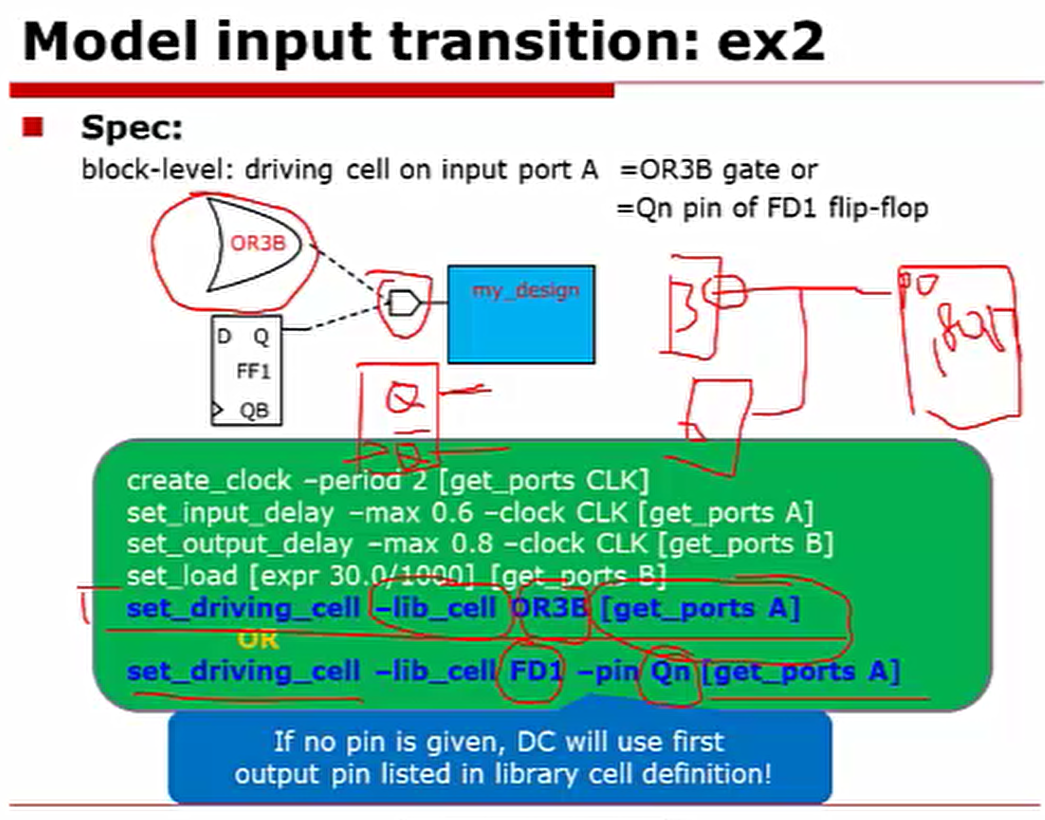 Model input transition: ex2
Spec:
block-level: driving cell on input port A =OR3B gate or
=Qn pin of FD1 flip-flop
OR3B
my_design
D Q
FF1
QB
Q
create_clock –period 2 [get_ports CLK]
set_input_delay –max 0.6 –clock CLK [get_ports A]
set_output_delay –max 0.8 –clock CLK [get_ports B]
set_load [expr 30.0/1000] [get_ports B]
set_driving_cell –lib_cell OR3B [get_ports A]
OR
set_driving_cell –lib_cell FD1 –pin Qn [get_ports A]
If no pin is given, DC will use first
output pin listed in library cell definition!